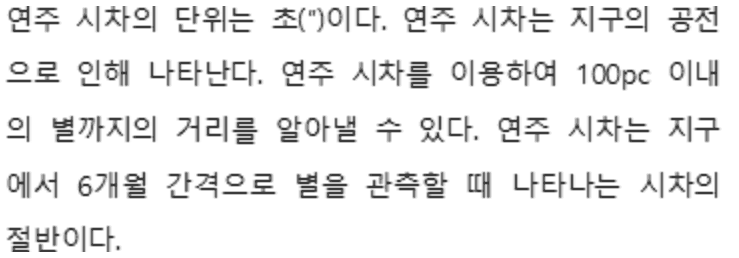 연주 시차의 단위는 초(")이다. 연주 시차는 지구의 공전
으로 인해 나타난다. 연주 시차를 이용하여 100pc 이내
의 별까지의 거리를 알아낼 수 있다. 연주 시차는 지구
에서 6개월 간격으로 별을 관측할 때 나타나는 시차의
절반이다.